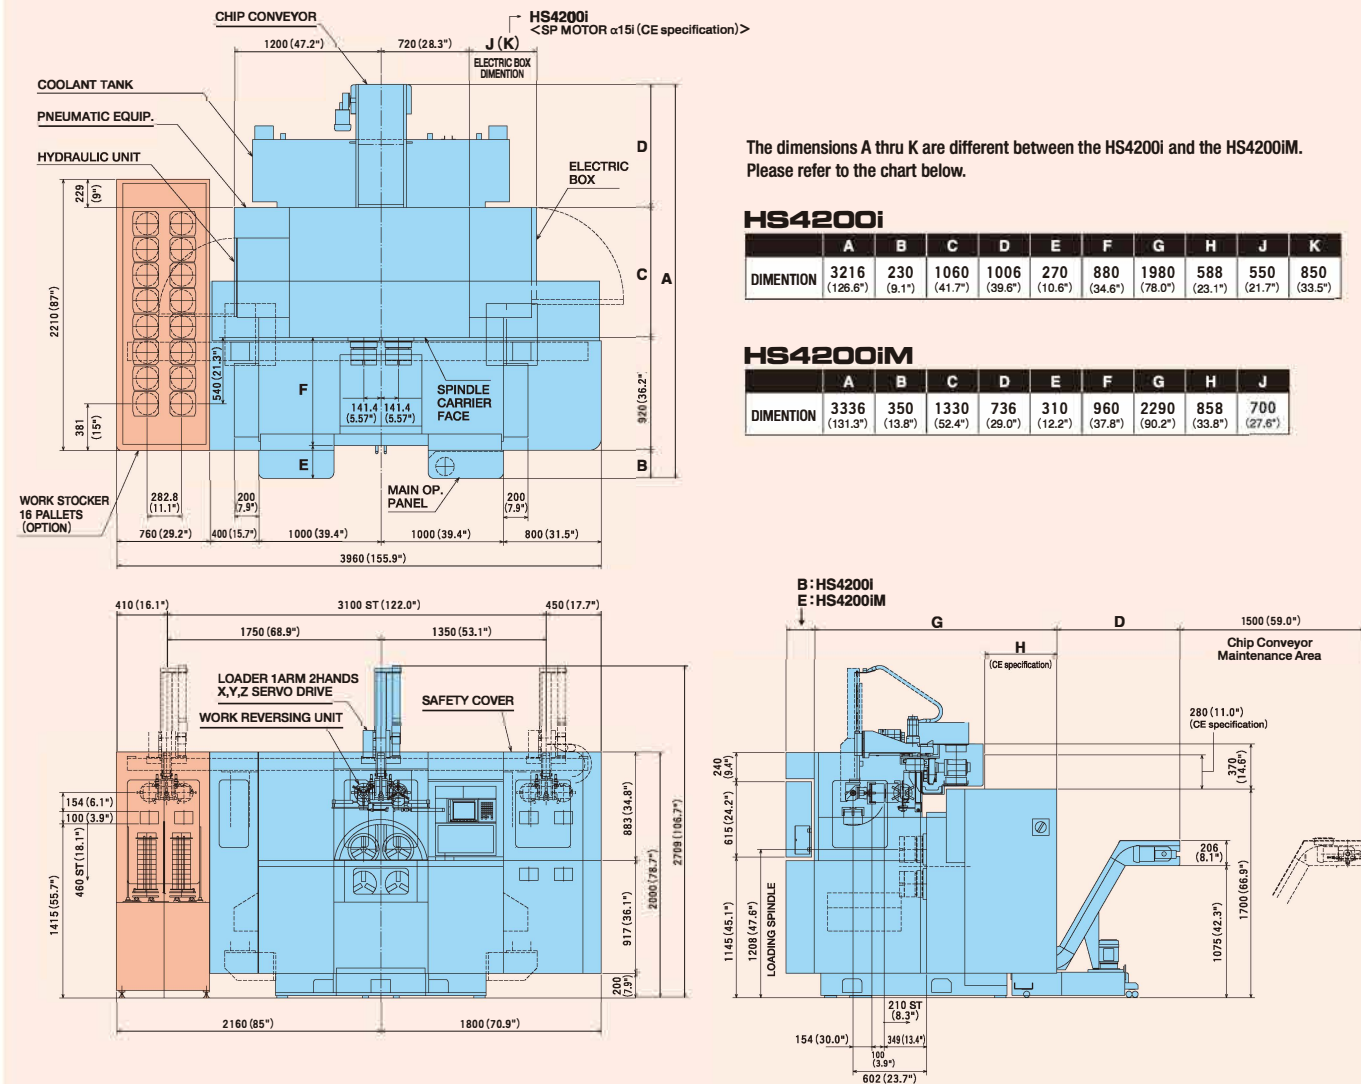 CHIP CONVEYOR
HS4200i
<SP MOTOR α15i (CE specification)>
1200 (47.2")
720 (28.3")
J (K)
ELECTRIC BOX
DIMENTION
COOLANT TANK
PNEUMATIC EQUIP.
HYDRAULIC UNIT
ELECTRIC
BOX
D
C
A
229
(9")
2210 (87")
540 (21.3")
381
(15")
F
141.4
(5.57")
141.4
(5.57")
SPINDLE
CARRIER
FACE
920 (36.2")
E
B
MAIN OP.
PANEL
WORK STOCKER
16 PALLETS
(OPTION)
282.8
(11.1")
200
(7.9")
200
(7.9")
760 (29.2")
400 (15.7")
1000 (39.4")
1000 (39.4")
800 (31.5")
3960 (155.9")
The dimensions A thru K are different between the HS4200i and the HS4200iM.
Please refer to the chart below.
HS4200i
A B C D E F G H J K
DIMENTION 3216 230 1060 1006 270 880 1980 588 550 850
(126.6") (9.1") (41.7") (39.6") (10.6") (34.6") (78.0") (23.1") (21.7") (33.5")
HS4200iM
A B C D E F G H J
DIMENTION 3336 350 1330 736 310 960 2290 858 700
(131.3") (13.8") (52.4") (29.0") (12.2") (37.8") (90.2") (33.8") (27.6")
410 (16.1")
3100 ST (122.0")
450 (17.7")
1750 (68.9")
1350 (53.1")
LOADER 1ARM 2HANDS
X,Y,Z SERVO DRIVE
WORK REVERSING UNIT
SAFETY COVER
154 (6.1")
100 (3.9")
460 ST (18.1")
1415 (55.7")
883 (34.8")
917 (36.1")
200
(7.9")
2000 (78.7")
2709 (106.7")
2160 (85")
1800 (70.9")
B:HS4200i
E:HS4200iM
G
D
1500 (59.0")
H
(CE specification)
Chip Conveyor
Maintenance Area
280 (11.0")
(CE specification)
240
(9.4")
370
(14.6")
615 (24.2")
1145 (45.1")
1208 (47.6")
LOADING SPINDLE
206
(8.1")
1075 (42.3")
1700 (66.9")
210 ST
(8.3")
154 (30.0")
349 (13.4")
100
(3.9")
602 (23.7")